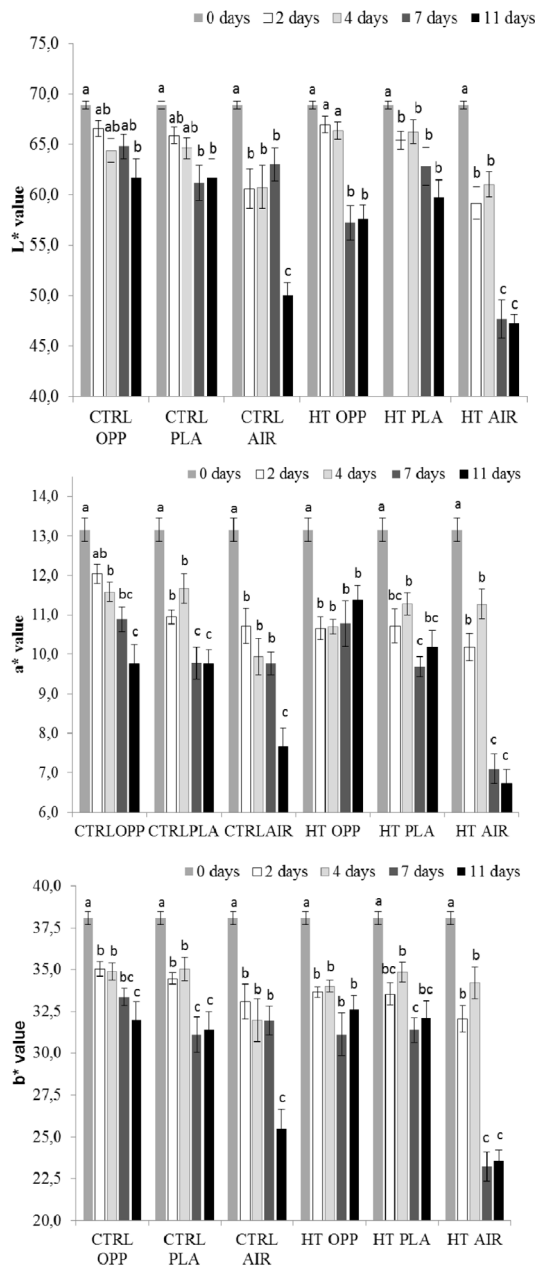 0 days 2 days 4 days 7 days 11 days
L* value
75,0
70,0
65,0
60,0
55,0
50,0
45,0
40,0
a ab ab ab b a ab ab b b a b b b c a a a b b a b b b b a b b c c
CTRL CTRL CTRL HT OPP HT PLA HT AIR
OPP PLA AIR
0 days 2 days 4 days 7 days 11 days
a* value
14,0
13,0
12,0
11,0
10,0
9,0
8,0
7,0
6,0
a ab b bc c a b b c c a b b b c a b b b b a bc b c bc a b b c c
CTRLOPP CTRLPLA CTRLAIR HT OPP HT PLA HT AIR
0 days 2 days 4 days 7 days 11 days
b* value
40,0
37,5
35,0
32,5
30,0
27,5
25,0
22,5
20,0
a b b bc c a b b c c a b b b c a b b b b a bc b c bc a b b c c
CTRL CTRL CTRL HT OPP HT PLA HT AIR
OPP PLA AIR